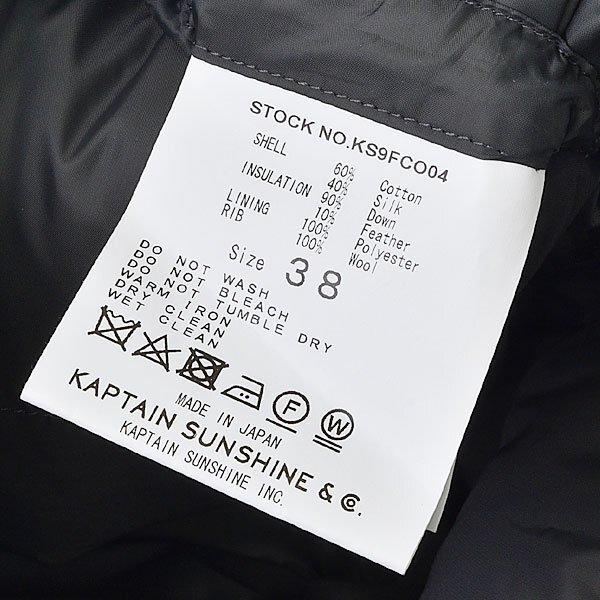 STOCK NO.KS9FCO04
SHELL 60% Cotton
40% Silk
INSULATION 90% Down
10% Feather
LINING 100% Polyester
RIB 100% Wool
Size 38
DO NOT WASH
DO NOT BLEACH
DO NOT TUMBLE DRY
WARM IRON
DRY CLEAN
WET CLEAN
F W
MADE IN JAPAN
KAPTAIN SUNSHINE & Co.
KAPTAIN SUNSHINE INC.